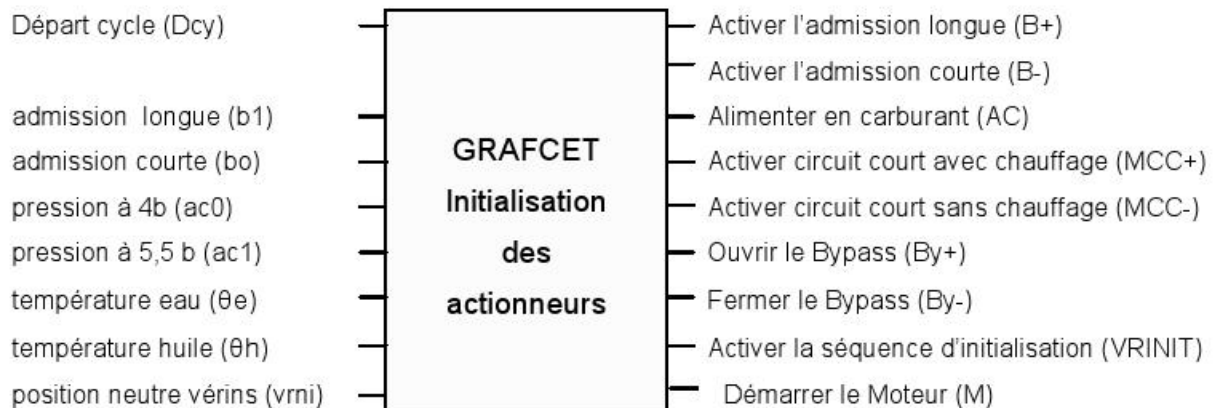 Départ cycle (Dcy)
admission longue (b1)
admission courte (bo)
pression à 4b (ac0)
pression à 5,5 b (ac1)
température eau (θe)
température huile (θh)
position neutre vérins (vrni)
GRAFCET
Initialisation
des
actionneurs
Activer l'admission longue (B+)
Activer l'admission courte (B-)
Alimenter en carburant (AC)
Activer circuit court avec chauffage (MCC+)
Activer circuit court sans chauffage (MCC-)
Ouvrir le Bypass (By+)
Fermer le Bypass (By-)
Activer la séquence d'initialisation (VRINIT)
Démarrer le Moteur (M)